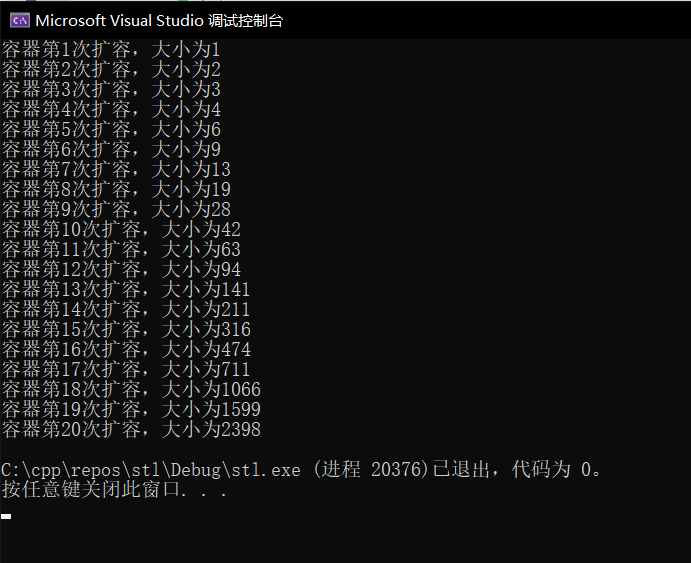 Microsoft Visual Studio 调试控制台
容器第1次扩容，大小为1
容器第2次扩容，大小为2
容器第3次扩容，大小为3
容器第4次扩容，大小为4
容器第5次扩容，大小为6
容器第6次扩容，大小为9
容器第7次扩容，大小为13
容器第8次扩容，大小为19
容器第9次扩容，大小为28
容器第10次扩容，大小为42
容器第11次扩容，大小为63
容器第12次扩容，大小为94
容器第13次扩容，大小为141
容器第14次扩容，大小为211
容器第15次扩容，大小为316
容器第16次扩容，大小为474
容器第17次扩容，大小为711
容器第18次扩容，大小为1066
容器第19次扩容，大小为1599
容器第20次扩容，大小为2398
C:\cpp\repos\stl\Debug\stl.exe (进程 20376)已退出，代码为 0。
按任意键关闭此窗口. . .